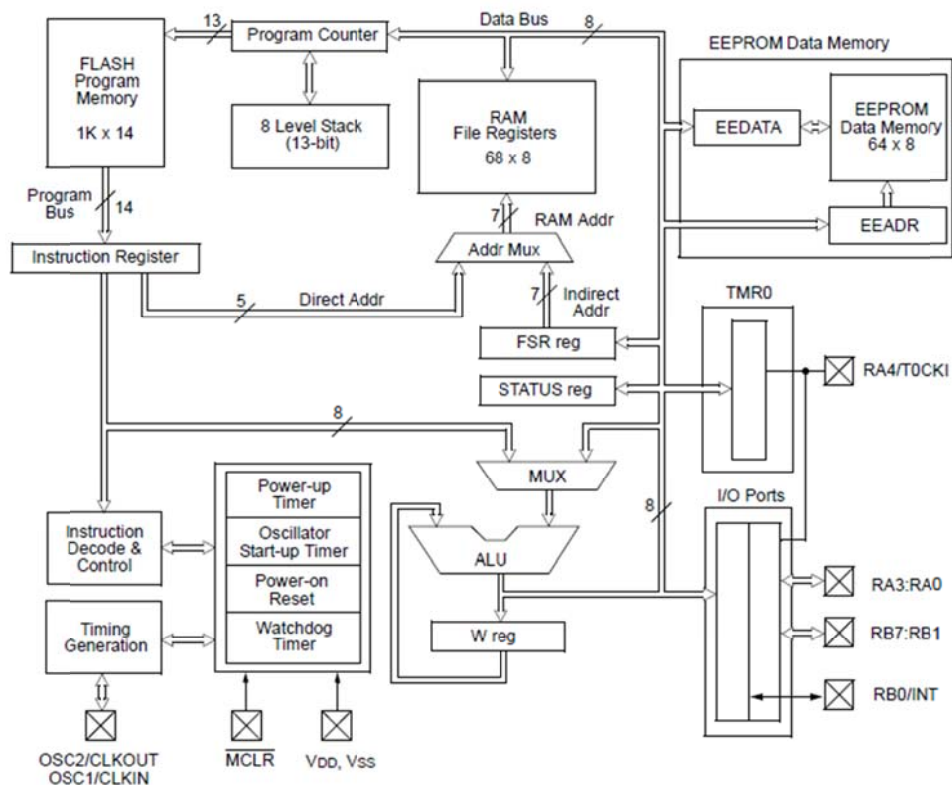 13
Program Counter
Data Bus
8
EEPROM Data Memory
FLASH
Program
Memory
1K x 14
8 Level Stack
(13-bit)
RAM
File Registers
68 x 8
EEDATA
EEPROM
Data Memory
64 x 8
EEADR
Program
Bus
14
7
RAM Addr
Instruction Register
Addr Mux
5
Direct Addr
7
Indirect
Addr
TMR0
FSR reg
RA4/T0CKI
STATUS reg
8
MUX
8
I/O Ports
Power-up
Timer
Oscillator
Start-up Timer
Power-on
Reset
Watchdog
Timer
Instruction
Decode &
Control
ALU
Timing
Generation
W reg
RA3:RA0
RB7:RB1
RB0/INT
OSC2/CLKOUT
OSC1/CLKIN
MCLR
VDD, VSS